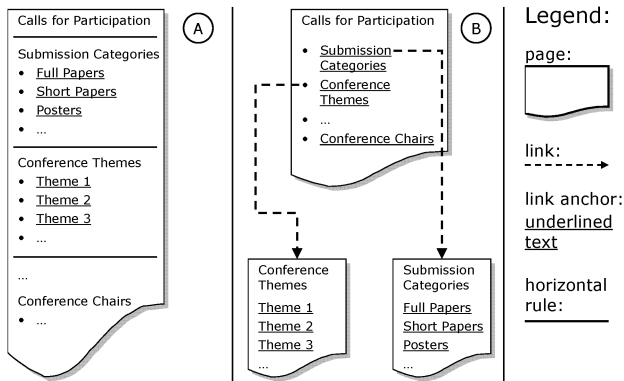 Calls for Participation
Submission Categories
• Full Papers
• Short Papers
• Posters
• ...
Conference Themes
• Theme 1
• Theme 2
• Theme 3
• ...
...
Conference Chairs
• ...
A
Calls for Participation
• Submission
Categories
• Conference
Themes
• ...
• Conference Chairs
B
Conference
Themes
Theme 1
Theme 2
Theme 3
...
Submission
Categories
Full Papers
Short Papers
Posters
...
Legend:
page:
link:
link anchor:
underlined
text
horizontal
rule: